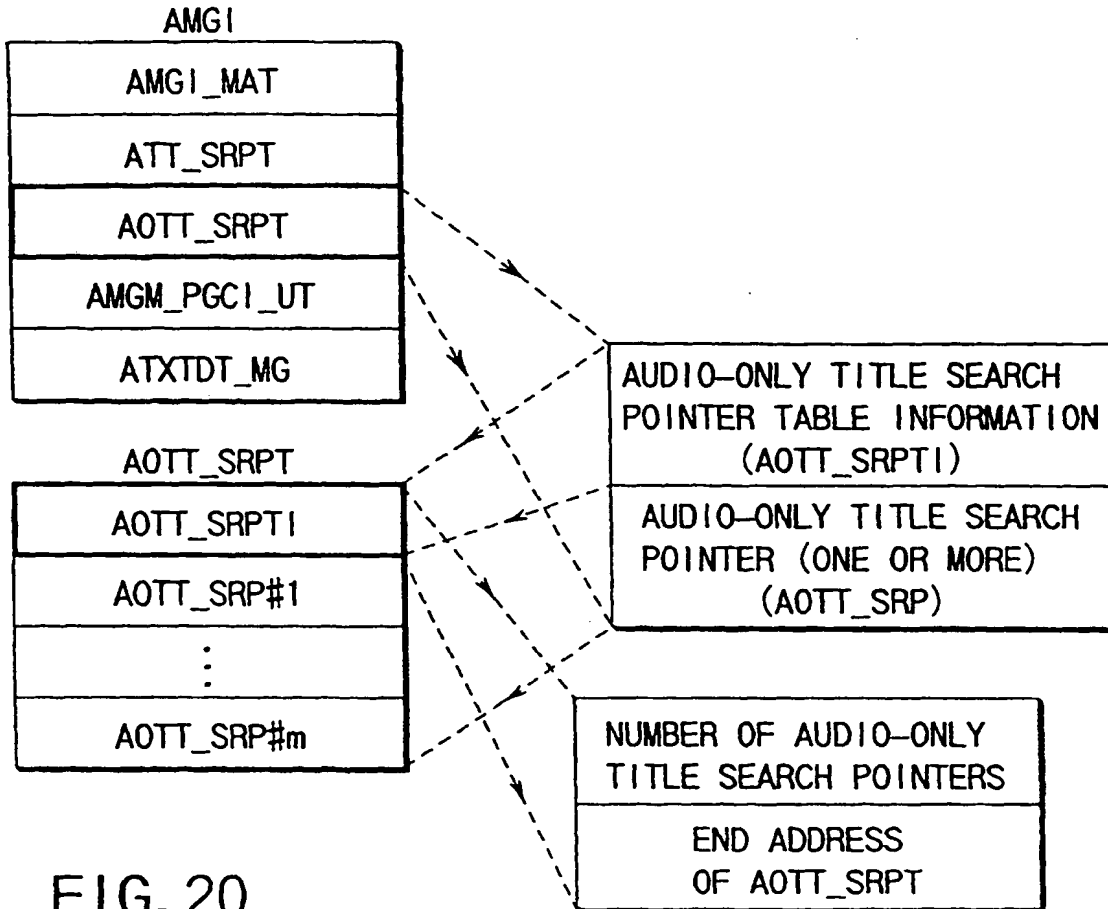 AMGI
AMGI_MAT
ATT_SRPT
AOTT_SRPT
AMGM_PGCI_UT
ATXTDT_MG
AUDIO-ONLY TITLE SEARCH
POINTER TABLE INFORMATION
(AOTT_SRPTI)
AUDIO-ONLY TITLE SEARCH
POINTER (ONE OR MORE)
(AOTT_SRP)
AOTT_SRPT
AOTT_SRPTI
AOTT_SRP#1
⋮
AOTT_SRP#m
NUMBER OF AUDIO-ONLY
TITLE SEARCH POINTERS
END ADDRESS
OF AOTT_SRPT
FIG. 20